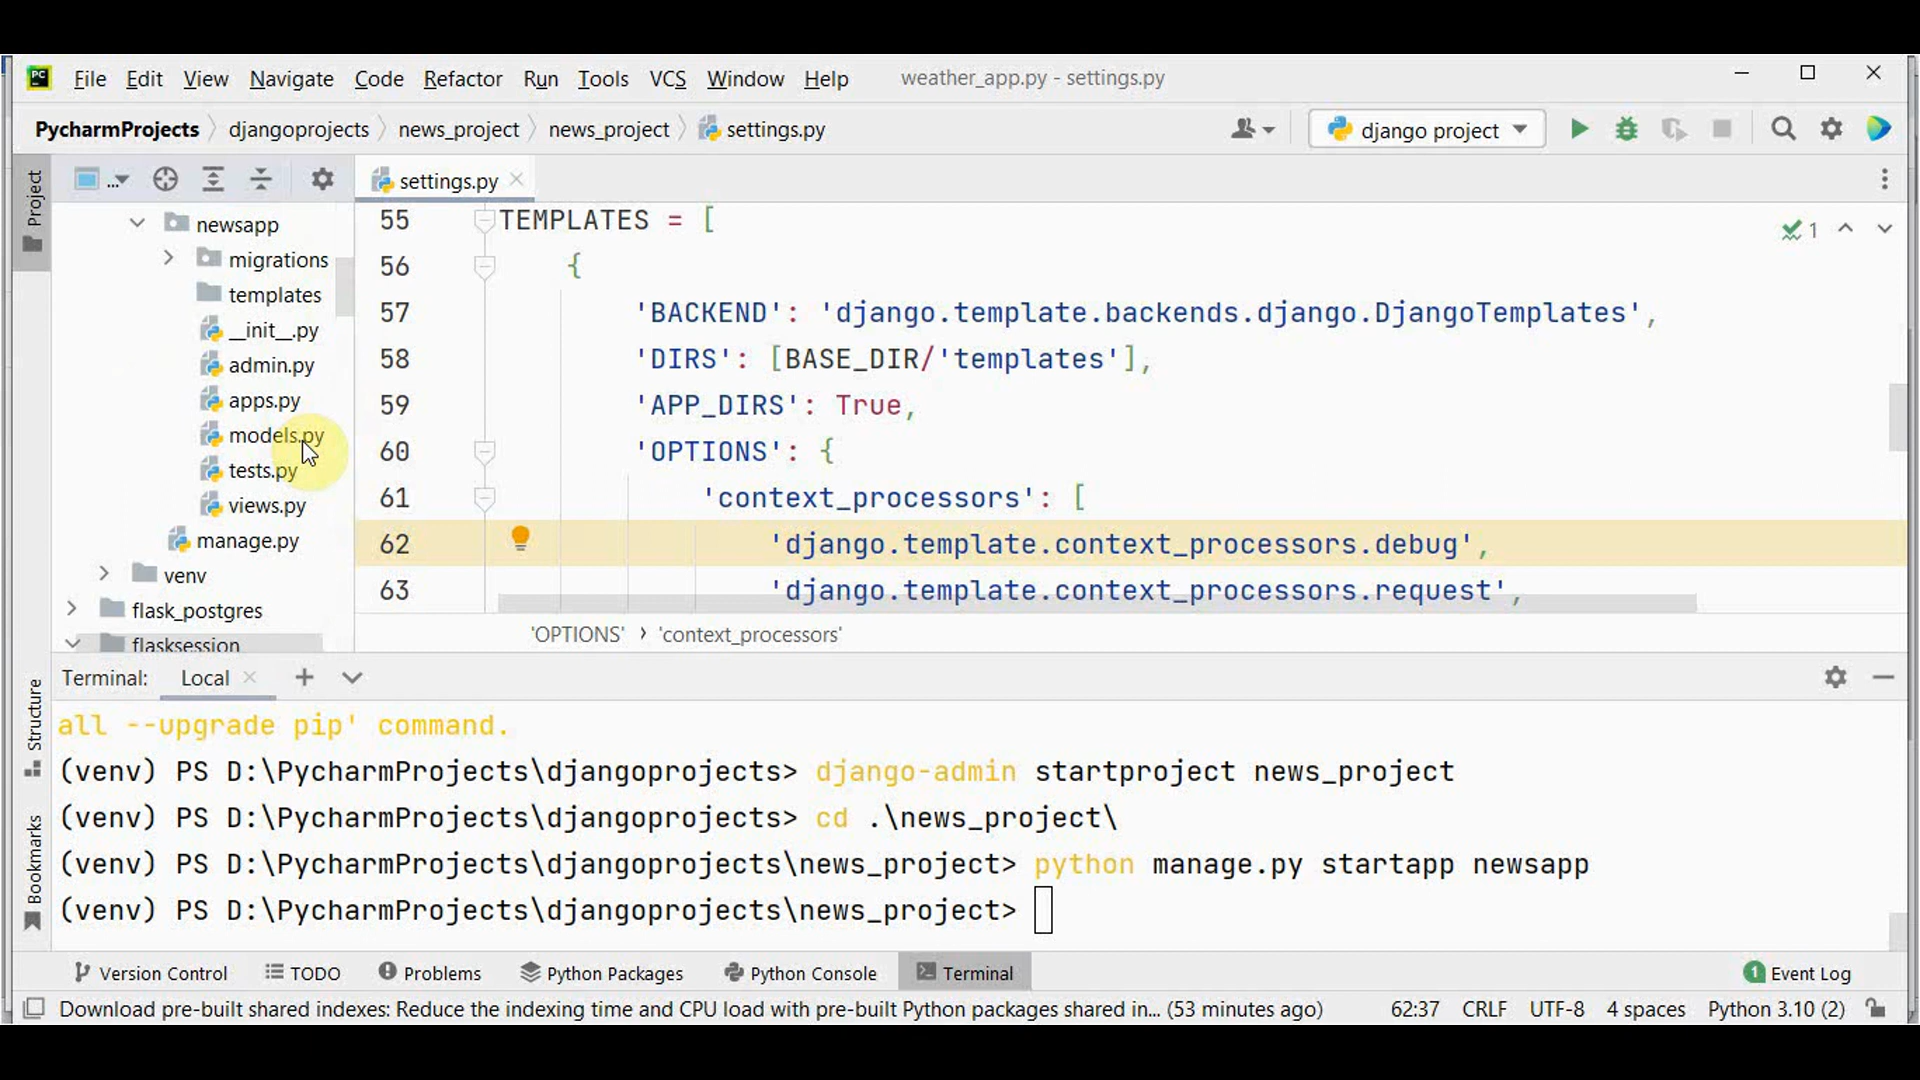 PC File Edit View Navigate Code Refactor Run Tools VCS Window Help weather_app.py - settings.py
PycharmProjects djangoprojects news_project news_project settings.py django project
Project ... settings.py
newsapp
migrations
templates
__init__.py
admin.py
apps.py
models.py
tests.py
views.py
manage.py
venv
flask_postgres
flasksession
55 TEMPLATES = [
56 {
57 'BACKEND': 'django.template.backends.django.DjangoTemplates',
58 'DIRS': [BASE_DIR/'templates'],
59 'APP_DIRS': True,
60 'OPTIONS': {
61 'context_processors': [
62 'django.template.context_processors.debug',
63 'django.template.context_processors.request',
1
'OPTIONS' › 'context_processors'
Structure
Bookmarks
Terminal: Local
all --upgrade pip' command.
(venv) PS D:\PycharmProjects\djangoprojects> django-admin startproject news_project
(venv) PS D:\PycharmProjects\djangoprojects> cd .\news_project\
(venv) PS D:\PycharmProjects\djangoprojects\news_project> python manage.py startapp newsapp
(venv) PS D:\PycharmProjects\djangoprojects\news_project>
Version Control TODO Problems Python Packages Python Console Terminal 1 Event Log
Download pre-built shared indexes: Reduce the indexing time and CPU load with pre-built Python packages shared in... (53 minutes ago) 62:37 CRLF UTF-8 4 spaces Python 3.10 (2)